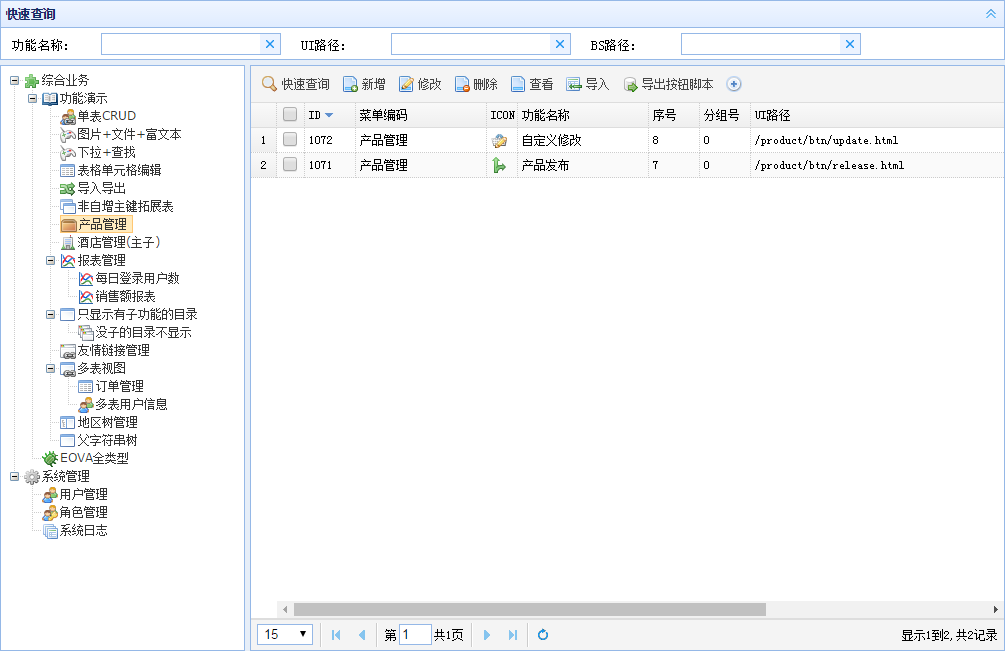 快速查询
功能名称: UI路径: BS路径:
综合业务
功能演示
单表CRUD
图片+文件+富文本
下拉+查找
表格单元格编辑
导入导出
非自增主键拓展表
产品管理
酒店管理(主子)
报表管理
每日登录用户数
销售额报表
只显示有子功能的目录
没子的目录不显示
友情链接管理
多表视图
订单管理
多表用户信息
地区树管理
父字符串树
EOVA全类型
系统管理
用户管理
角色管理
系统日志
快速查询 新增 修改 删除 查看 导入 导出按钮脚本
ID 菜单编码 ICON 功能名称 序号 分组号 UI路径
1 1072 产品管理 自定义修改 8 0 /product/btn/update.html
2 1071 产品管理 产品发布 7 0 /product/btn/release.html
15 第 1 共1页 显示1到2, 共2记录